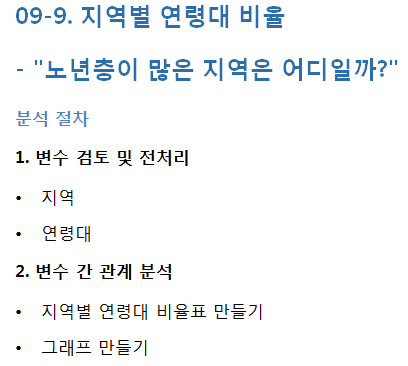 09-9. 지역별 연령대 비율
- "노년층이 많은 지역은 어디일까?"
분석 절차
1. 변수 검토 및 전처리
• 지역
• 연령대
2. 변수 간 관계 분석
• 지역별 연령대 비율표 만들기
• 그래프 만들기